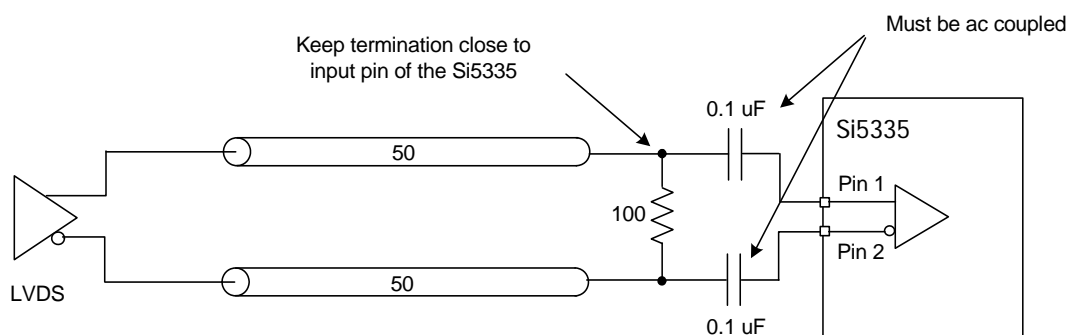 Must be ac coupled
Keep termination close to
input pin of the Si5335
0.1 uF
Si5335
50
Pin 1
100
Pin 2
LVDS
50
0.1 uF